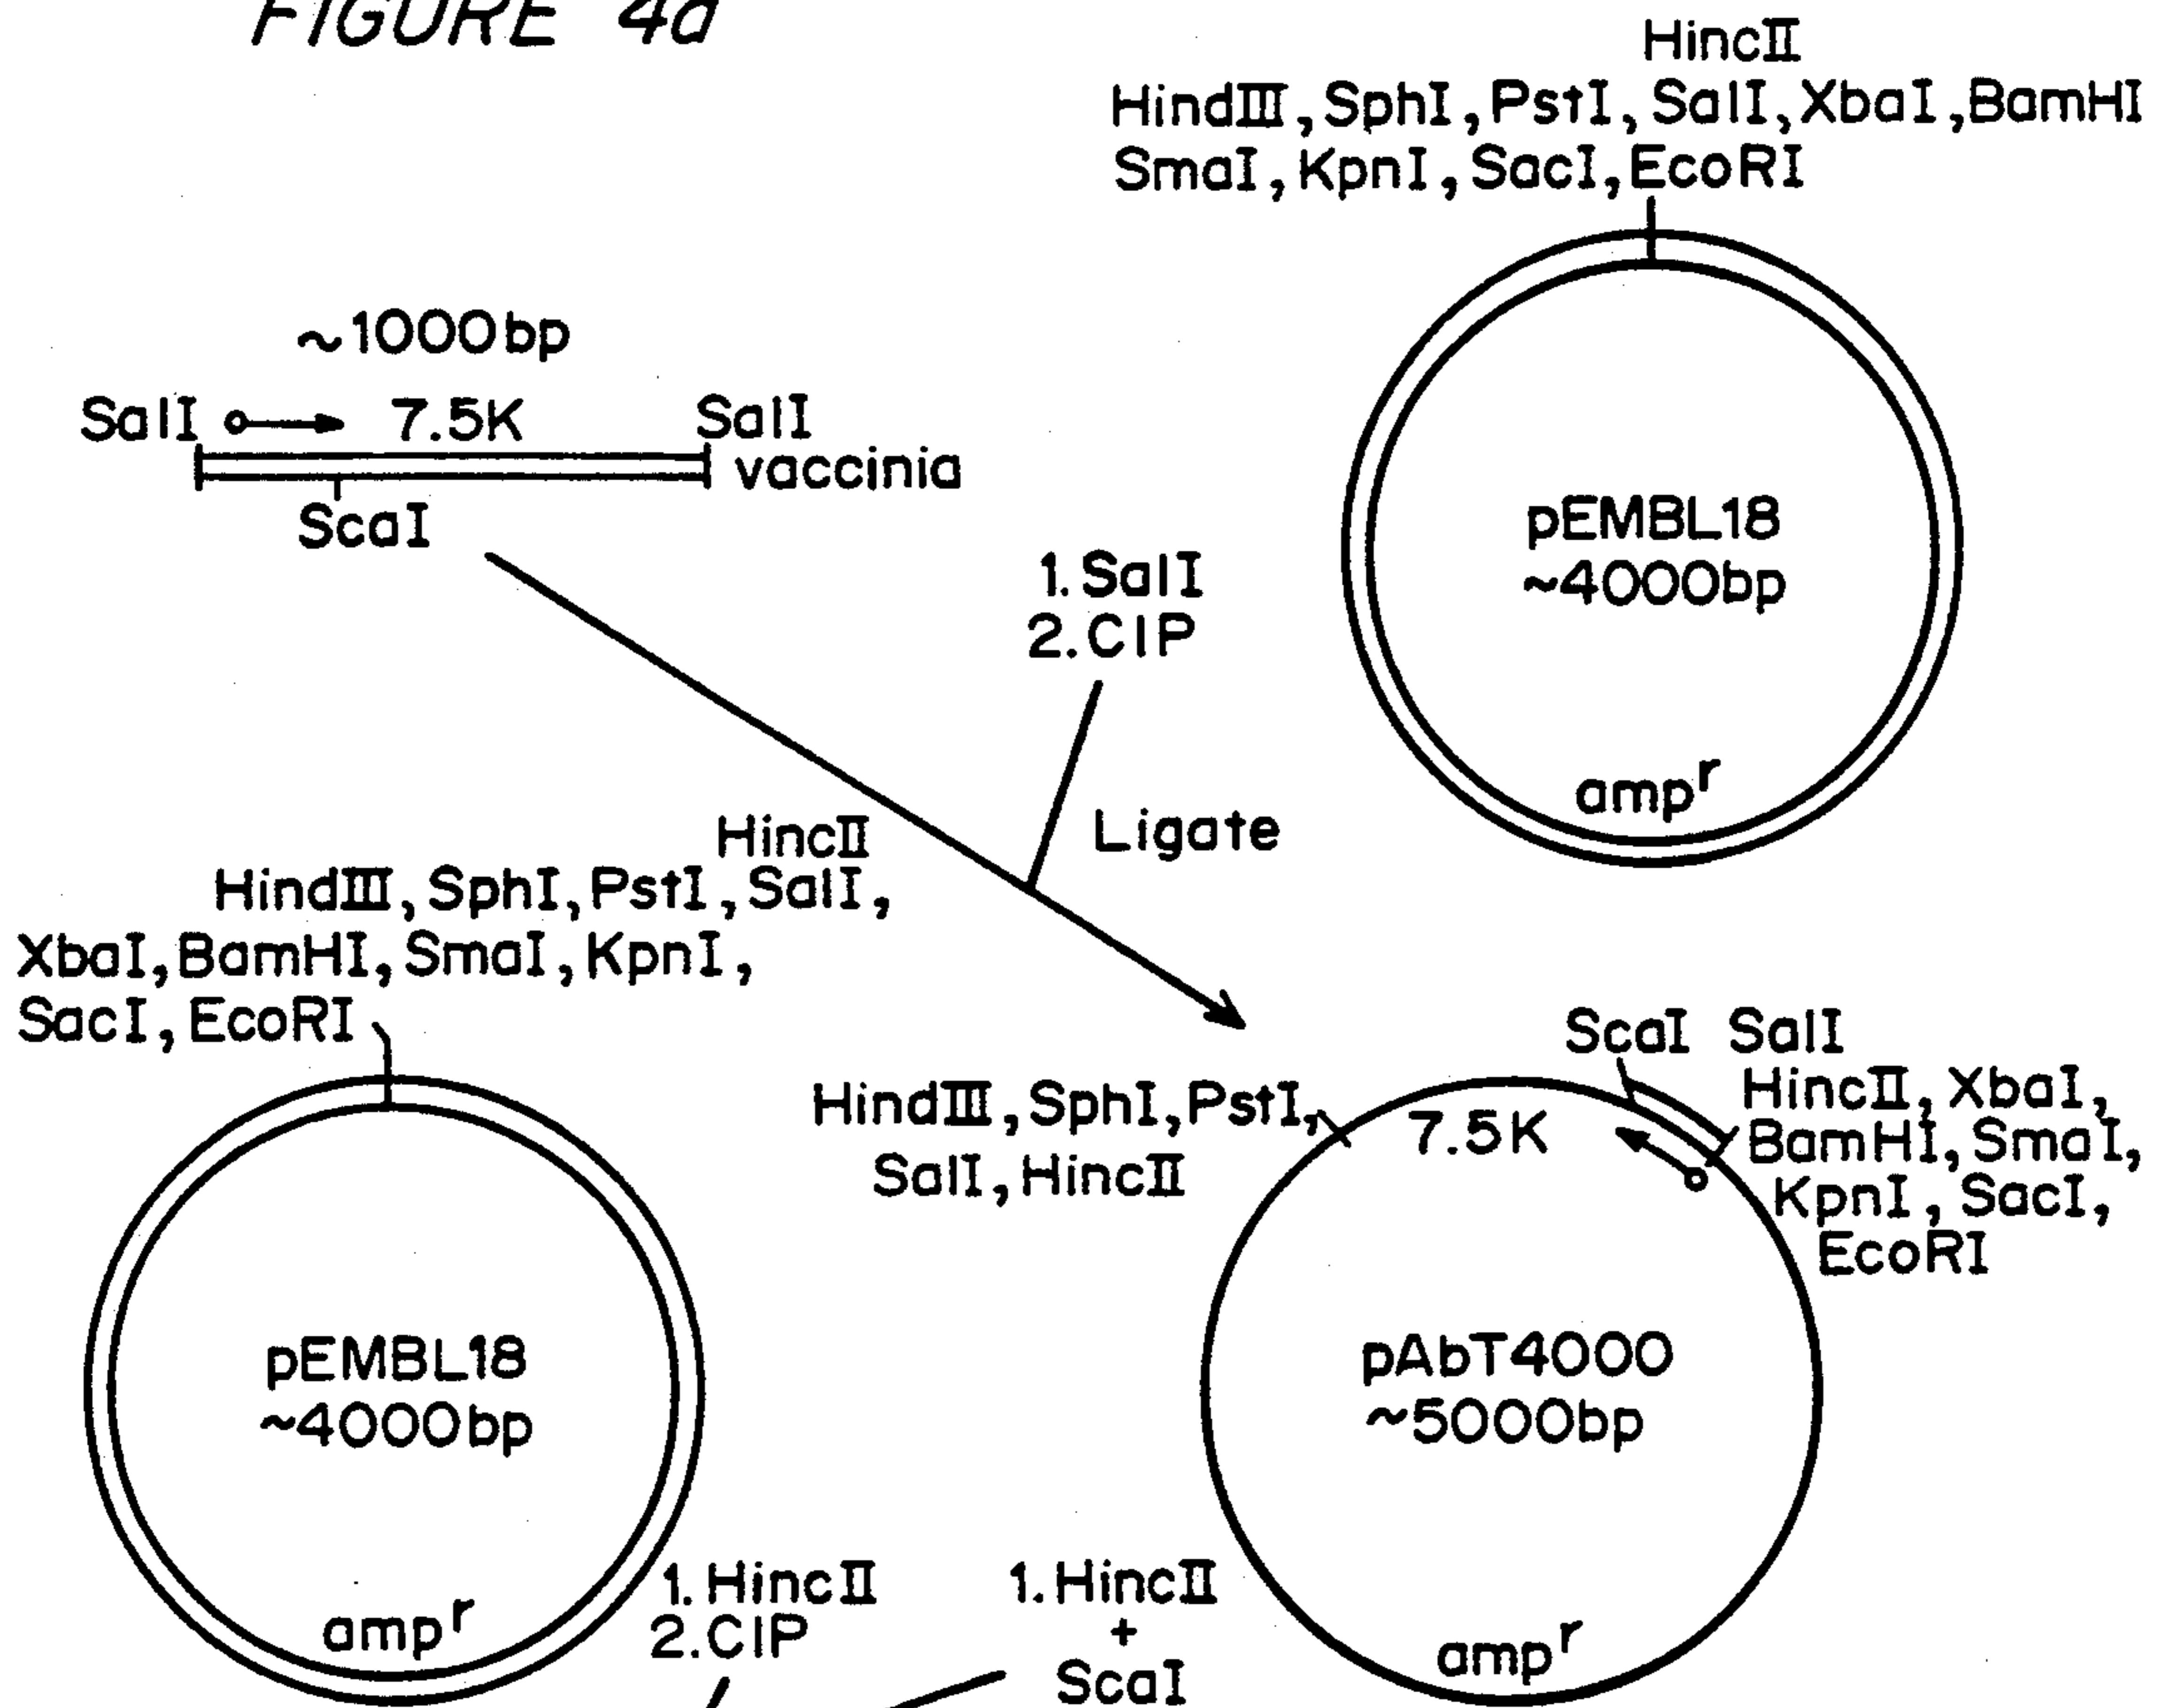 FIGURE 4a
HincII
HindIII, SphI, PstI, SalI, XbaI, BamHI
SmaI, KpnI, SacI, EcoRI
~1000bp
SalI 7.5K SalI
vaccinia
ScaI
1. SalI
2. CIP
pEMBL18
~4000bp
amp^r
Ligate
HincII
HindIII, SphI, PstI, SalI,
XbaI, BamHI, SmaI, KpnI,
SacI, EcoRI
pEMBL18
~4000bp
amp^r
HindIII, SphI, PstI,
SalI, HincII
7.5K
ScaI SalI
HincII, XbaI,
BamHI, SmaI,
KpnI, SacI,
EcoRI
pAbT4000
~5000bp
amp^r
1. HincII
2. CIP
1. HincII
+
ScaI